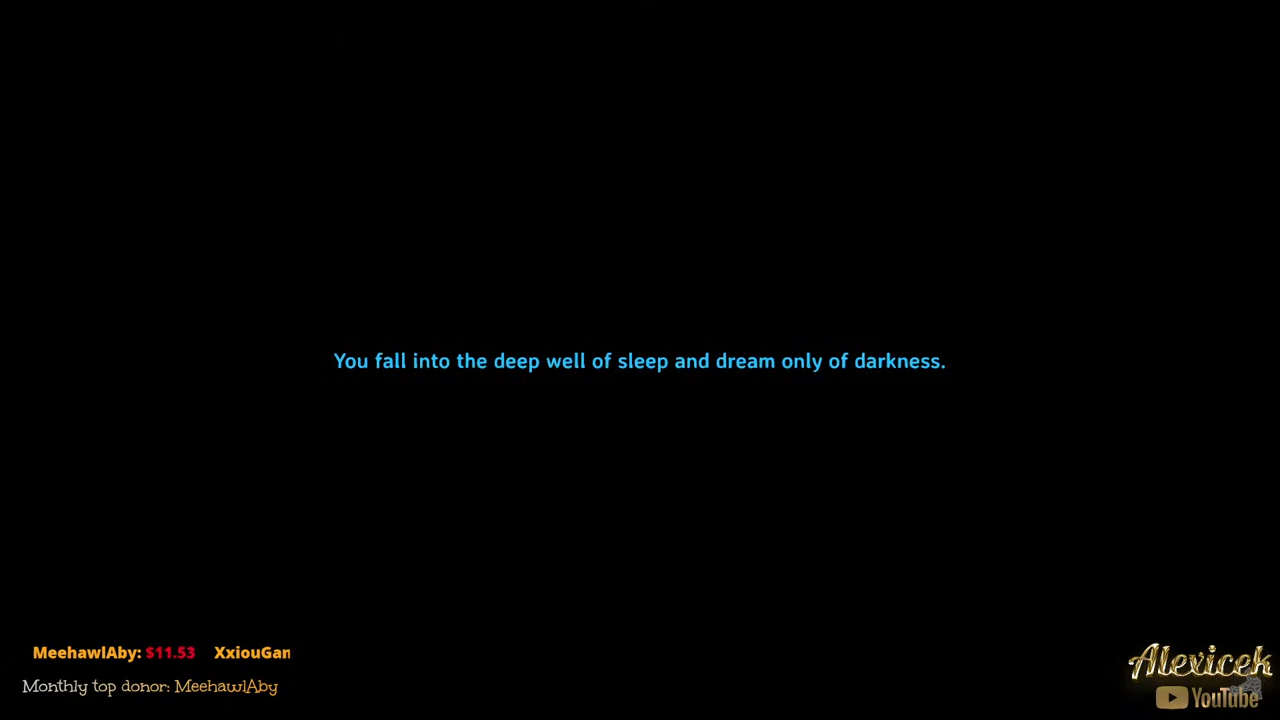 You fall into the deep well of sleep and dream only of darkness.
MeehawlAby: $11.53 XxiouGan
Monthly top donor: MeehawlAby
Alexicek
YouTube